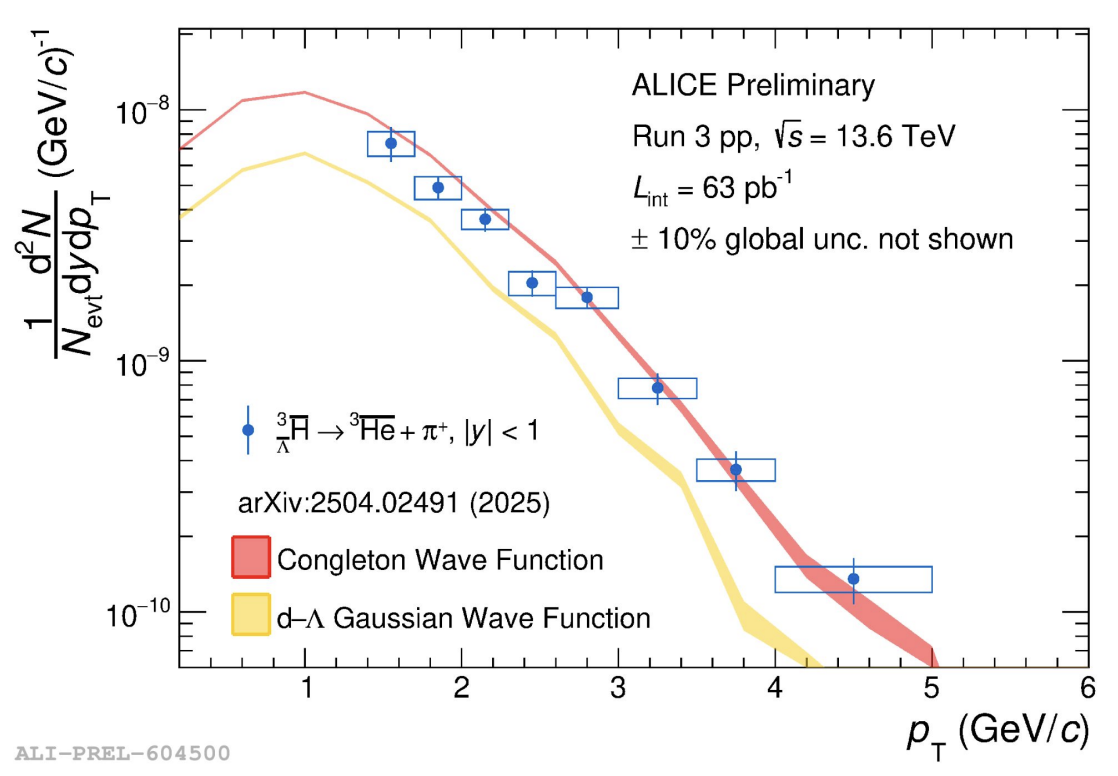 1/N_evt d²N/dydp_T (GeV/c)⁻¹
10⁻⁸
10⁻⁹
10⁻¹⁰
ALICE Preliminary
Run 3 pp, √s = 13.6 TeV
L_int = 63 pb⁻¹
± 10% global unc. not shown
³_Λ̅H̅ → ³H̅e̅ + π⁺, |y| < 1
arXiv:2504.02491 (2025)
Congleton Wave Function
d−Λ Gaussian Wave Function
1 2 3 4 5 6
p_T (GeV/c)
ALI−PREL−604500